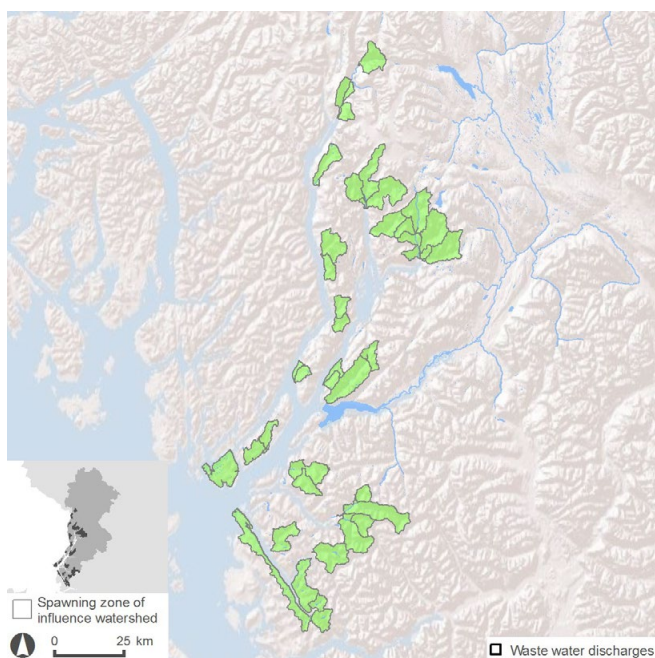 Spawning zone of
influence watershed
0 25 km
Waste water discharges